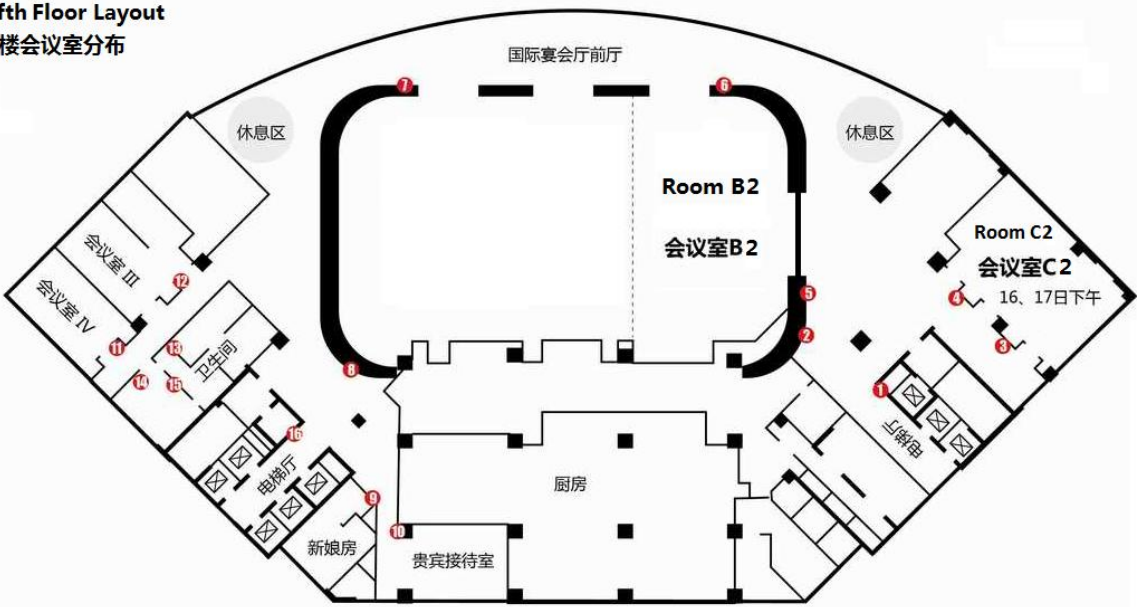 fth Floor Layout
楼会议室分布
国际宴会厅前厅
7
6
休息区
休息区
Room B2
会议室B2
Room C2
会议室C2
16、17日下午
会议室 III
会议室 IV
12
5
4
2
3
11
13
卫生间
14
15
8
1
16
电梯厅
电梯厅
9
厨房
10
新娘房
贵宾接待室